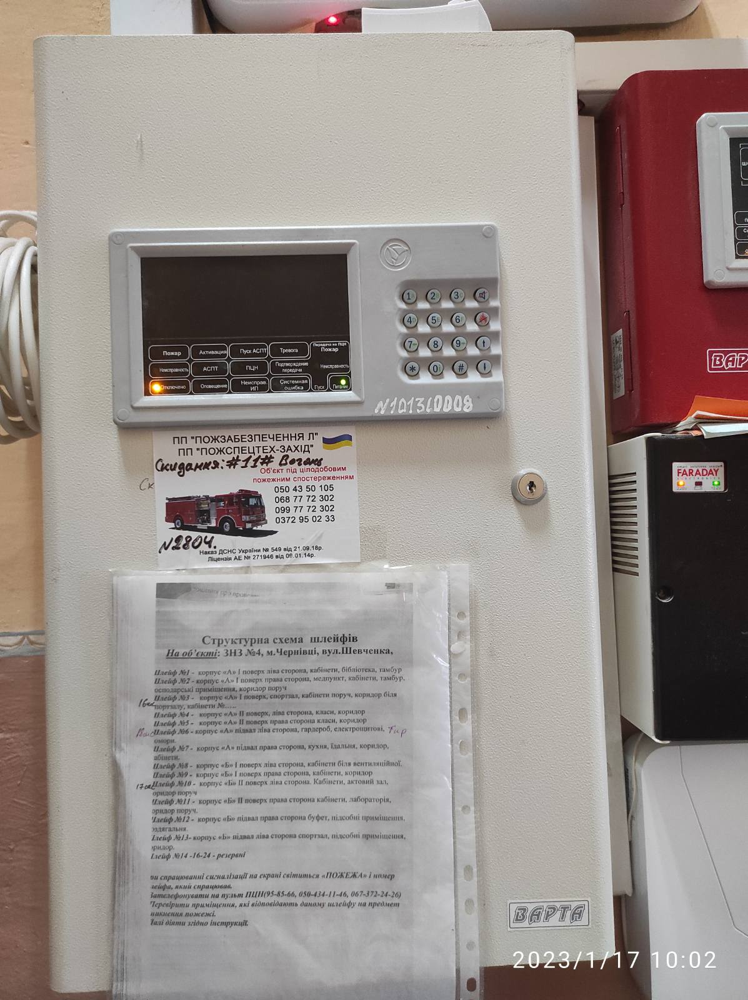 Пожар
Активация
Пуск АСПТ
Тревога
Передача на ПЦН
Пожар
Неисправность
АСПТ
ПЦН
Подтверждение
передачи
Неисправность
Отключено
Оповещение
Неисправ.
ИП
Системная
ошибка
Пуск
Питание
1
2
3
4
5
6
7
8
9
*
0
#
N101310008
ПП "ПОЖЗАБЕЗПЕЧЕННЯ Л"
ПП "ПОЖСПЕЦТЕХ-ЗАХІД"
Скидання: #11# Вогонь
Об'єкт під цілодобовим
пожежним спостереженням
Ск
050 43 50 105
068 77 72 302
099 77 72 302
0372 95 02 33
N2804.
Наказ ДСНС України № 549 від 21.09.18р.
Ліцензія АЕ № 271946 від 09.01.14р.
Структурна схема шлейфів
На об'єкті: ЗНЗ №4, м.Чернівці, вул.Шевченка,
Шлейф №1 - корпус «А» І поверх ліва сторона, кабінети, бібліотека, тамбур
Шлейф №2 - корпус «А» І поверх права сторона, медпункт, кабінети, тамбур,
осподарські приміщення, коридор поруч
Шлейф №3 - корпус «А» І поверх, спортзал, кабінети поруч, коридор біля
портзалу, кабінети №.....
Шлейф №4 - корпус «А» ІІ поверх, ліва сторона, класи, коридор
Шлейф №5 - корпус «А» ІІ поверх права сторона класи, коридор
Шлейф №6 - корпус «А» підвал ліва сторона, гардероб, електрощитові, Тир
омори.
Шлейф №7 - корпус «А» підвал права сторона, кухня, їдальня, коридор,
абінети.
Шлейф №8 - корпус «Б» І поверх ліва сторона, кабінети біля вентиляційної.
Шлейф №9 - корпус «Б» І поверх права сторона, кабінети, коридор
Шлейф №10 - корпус «Б» ІІ поверх ліва сторона. Кабінети, актовий зал,
оридор поруч
Шлейф №11 - корпус «Б» ІІ поверх права сторона кабінети, лабораторія,
оридор поруч.
Шлейф №12 - корпус «Б» підвал права сторона буфет, підсобні приміщення,
оздягальня.
Шлейф №13- корпус «Б» підвал ліва сторона спортзал, підсобні приміщення,
оридор.
Шлейф №14 -16-24 - резервні
ри спрацюванні сигналізації на екрані світиться «ПОЖЕЖА» і номер
лейфа, який спрацював.
Зателефонувати на пульт ПЦН(95-85-66, 050-434-11-46, 067-372-24-26)
Перевірити приміщення, які відповідають даному шлейфу на предмет
иникнення пожежі.
Далі діяти згідно інструкції.
ВАРТА
ВАР
FARADAY
ELECTRONICS
220v
+12v
2023/1/17 10:02